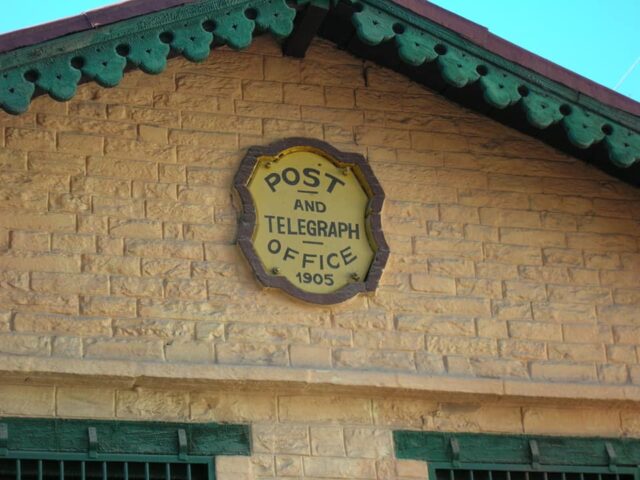 POST
AND
TELEGRAPH
OFFICE
1905